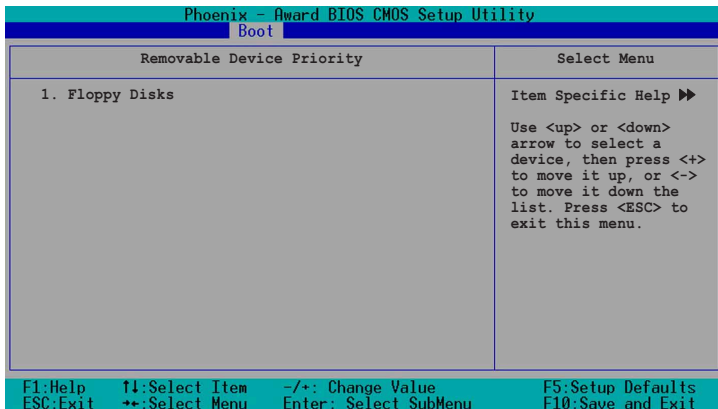 Phoenix - Award BIOS CMOS Setup Utility
Boot
Removable Device Priority
Select Menu
1. Floppy Disks
Item Specific Help ▶▶
Use <up> or <down>
arrow to select a
device, then press <+>
to move it up, or <->
to move it down the
list. Press <ESC> to
exit this menu.
F1:Help ↑↓:Select Item -/+: Change Value F5:Setup Defaults
ESC:Exit →←:Select Menu Enter: Select SubMenu F10:Save and Exit